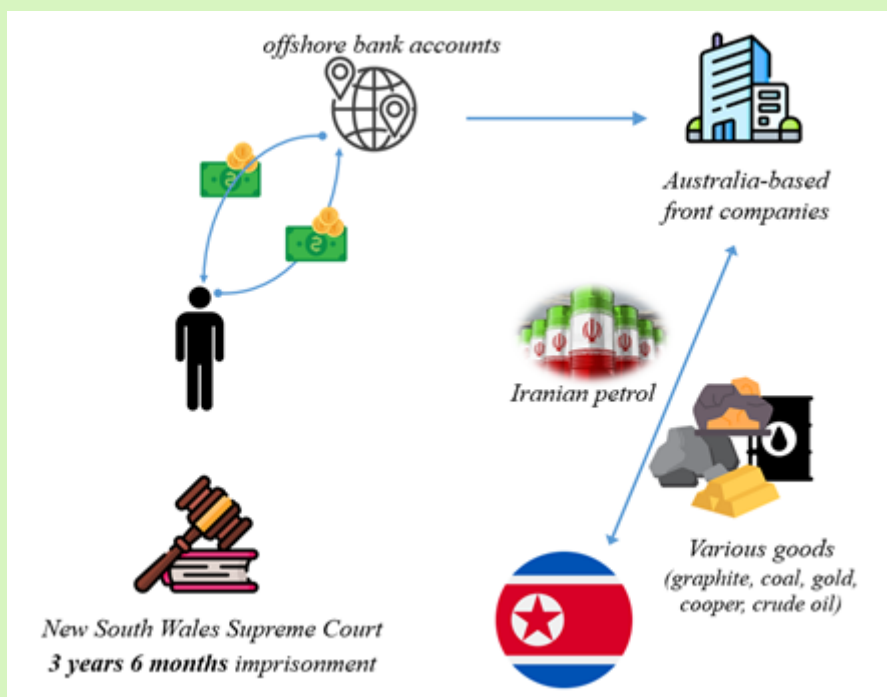 offshore bank accounts
Australia-based
front companies
Iranian petrol
Various goods
(graphite, coal, gold,
cooper, crude oil)
New South Wales Supreme Court
3 years 6 months imprisonment